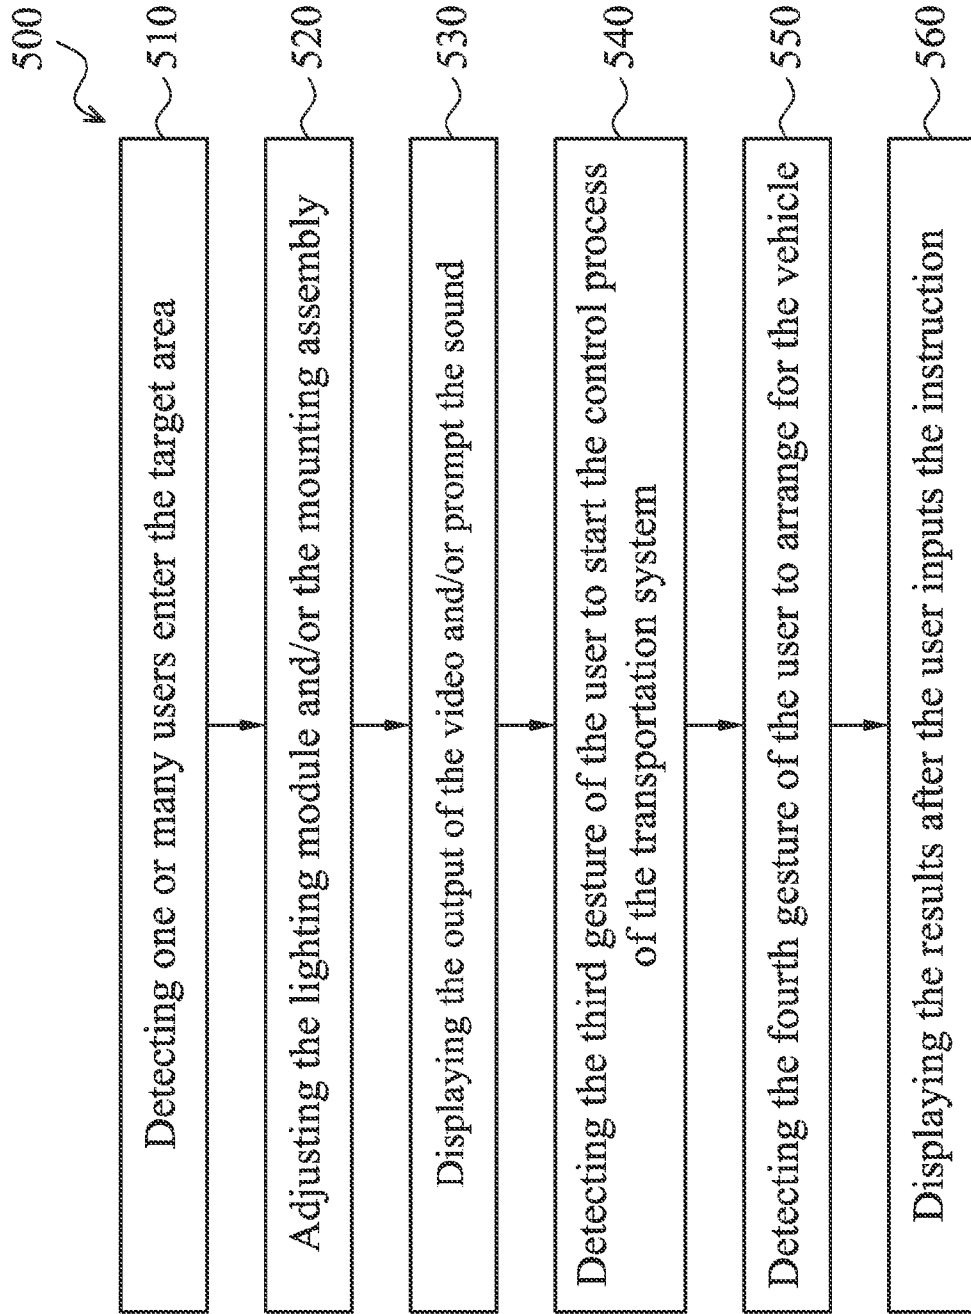 500
Detecting one or many users enter the target area
510
Adjusting the lighting module and/or the mounting assembly
520
Displaying the output of the video and/or prompt the sound
530
Detecting the third gesture of the user to start the control process
of the transportation system
540
Detecting the fourth gesture of the user to arrange for the vehicle
550
Displaying the results after the user inputs the instruction
560